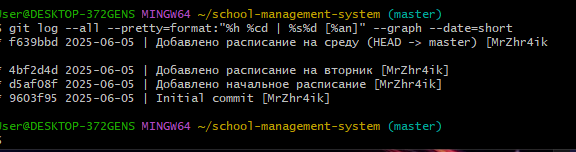 User@DESKTOP-372GENS MINGW64 ~/school-management-system (master)
$ git log --all --pretty=format:"%h %cd | %s%d [%an]" --graph --date=short
* f639bbd 2025-06-05 | Добавлено расписание на среду (HEAD -> master) [MrZhr4ik
* 4bf2d4d 2025-06-05 | Добавлено расписание на вторник [MrZhr4ik]
* d5af08f 2025-06-05 | Добавлено начальное расписание [MrZhr4ik]
* 9603f95 2025-06-05 | Initial commit [MrZhr4ik]
User@DESKTOP-372GENS MINGW64 ~/school-management-system (master)
$